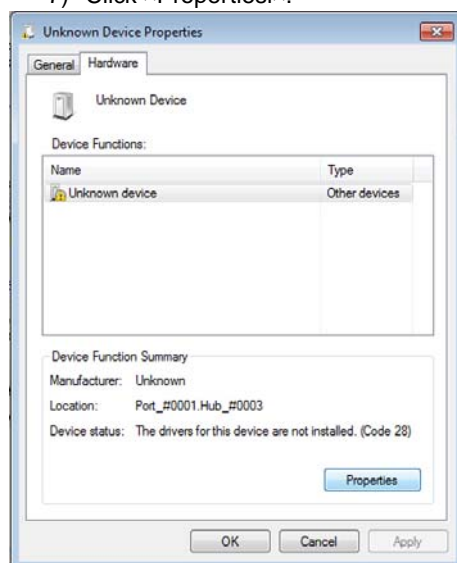 Click "Properties".
Unknown Device Properties
General Hardware
Unknown Device
Device Functions:
Name Type
Unknown device Other devices
Device Function Summary
Manufacturer: Unknown
Location: Port_#0001.Hub_#0003
Device status: The drivers for this device are not installed. (Code 28)
Properties
OK Cancel Apply